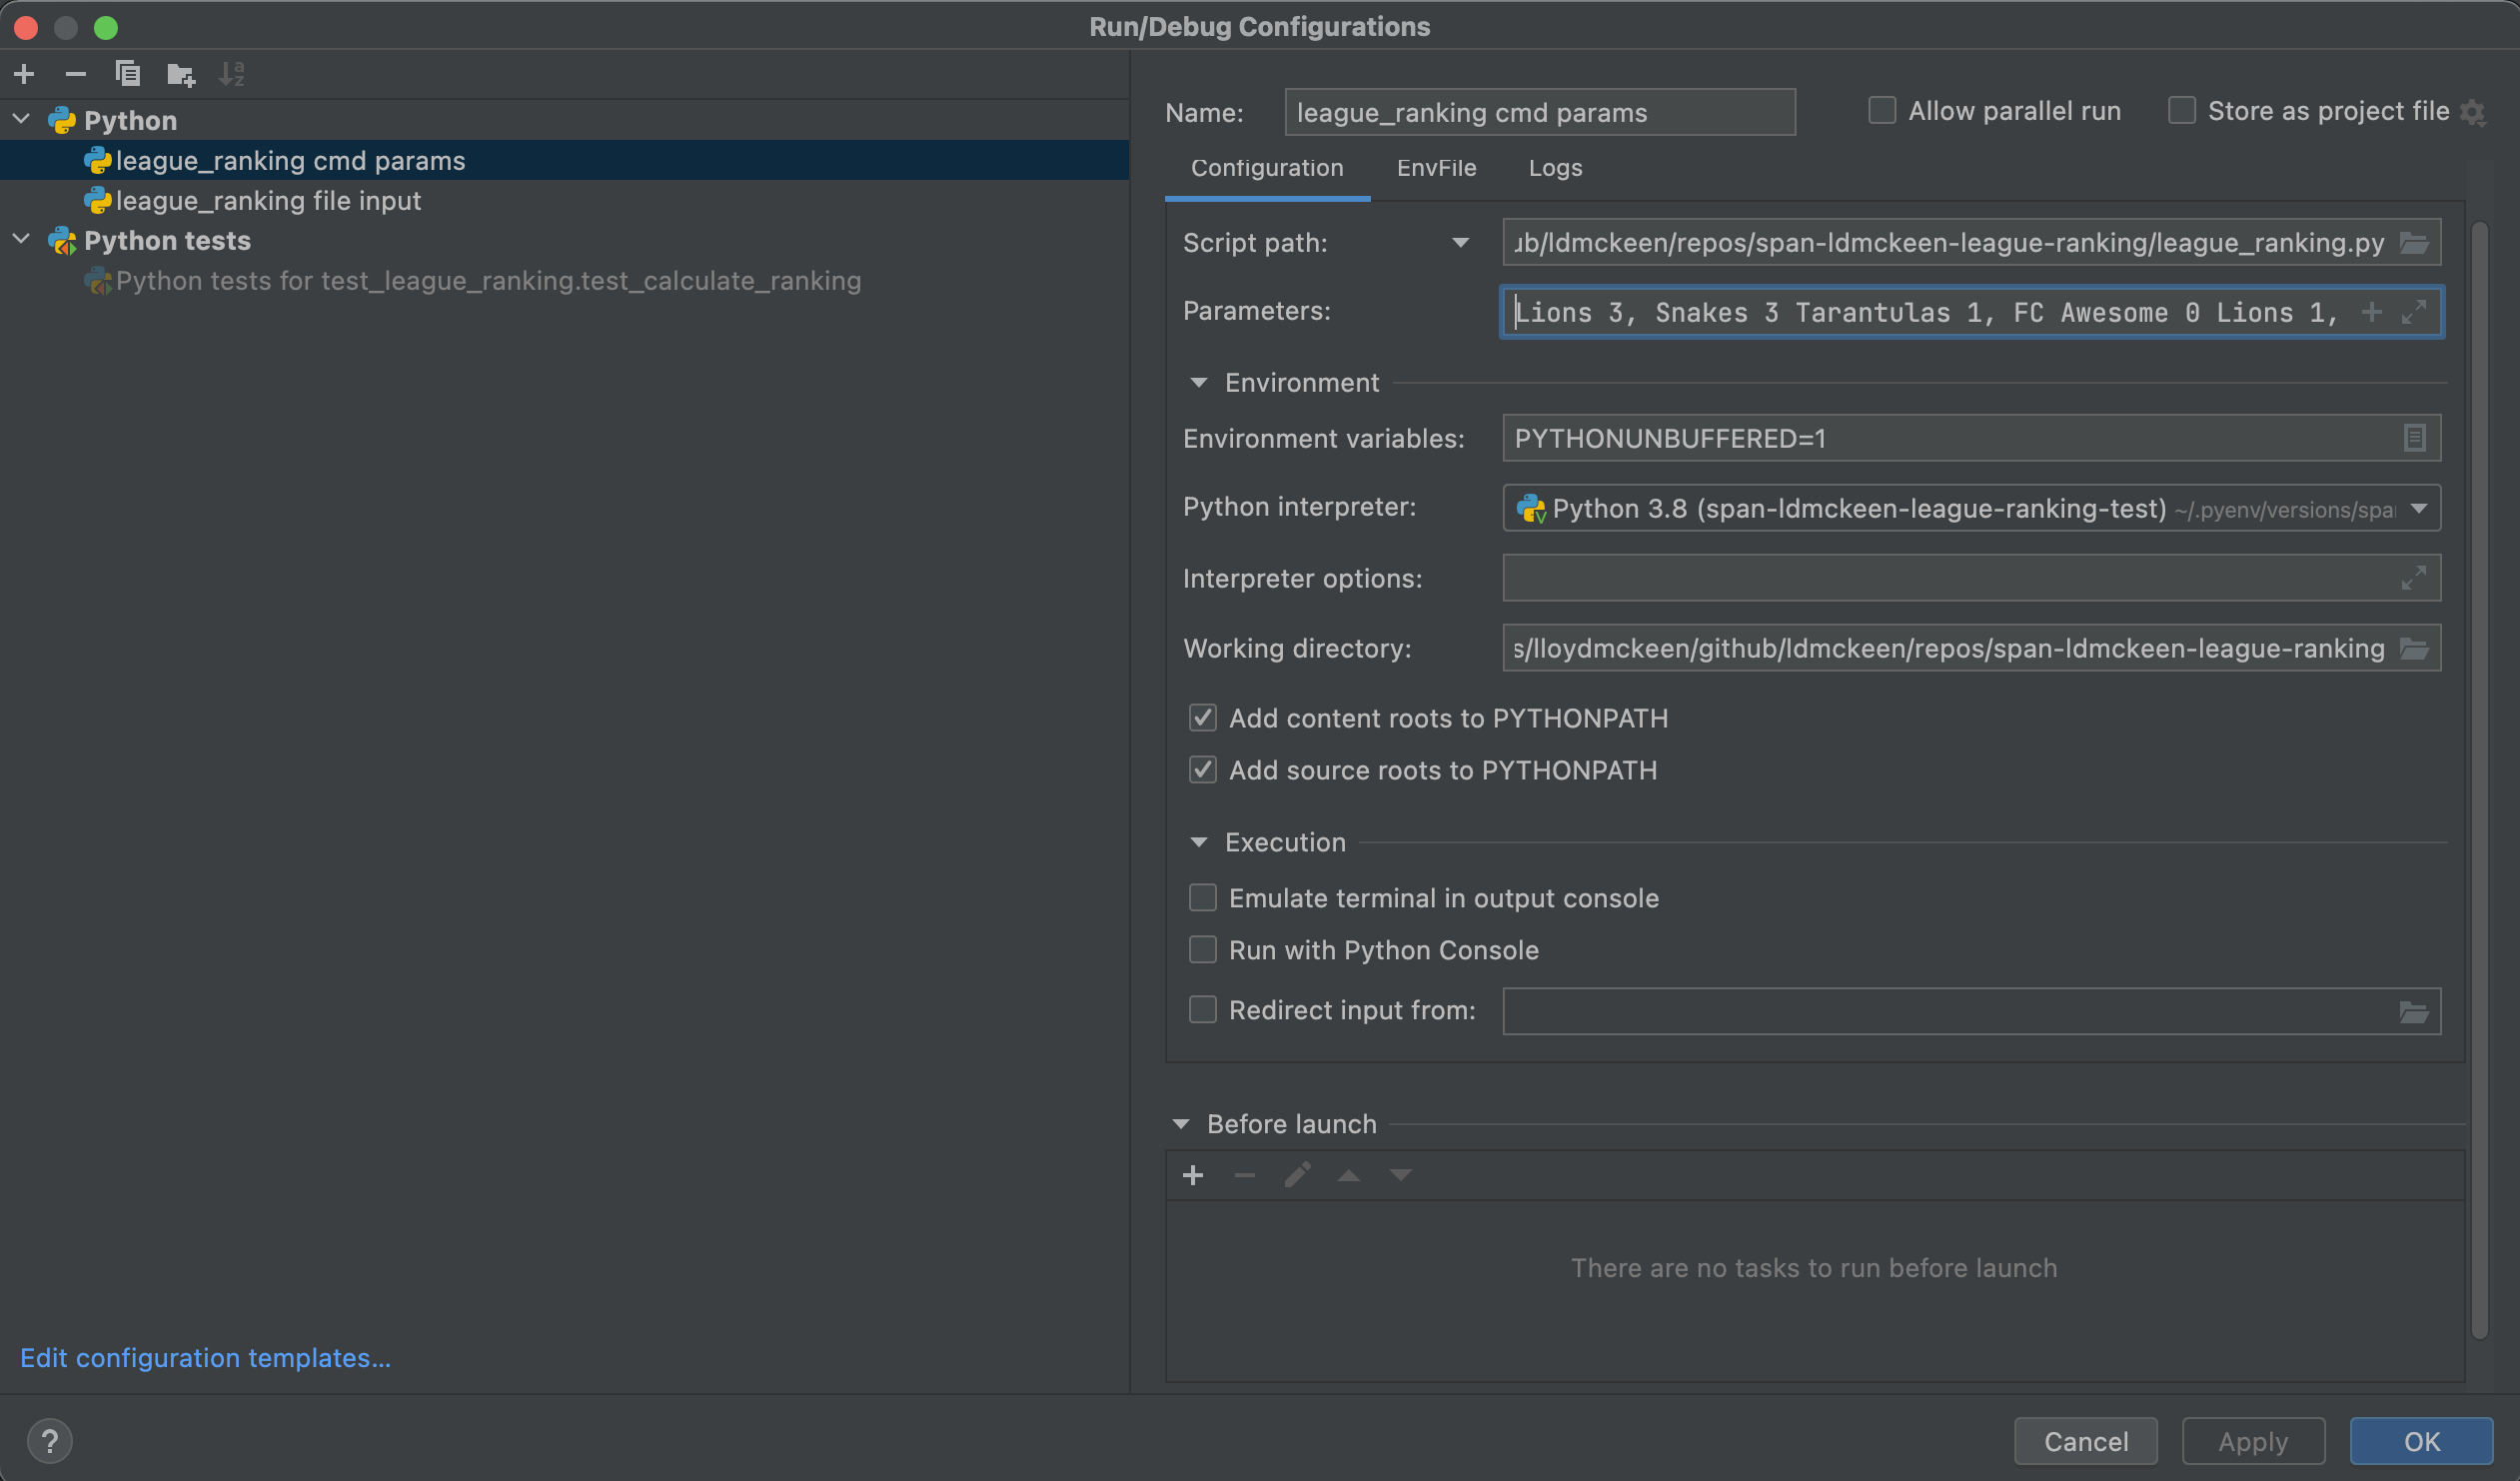 Run/Debug Configurations
Python
league_ranking cmd params
league_ranking file input
Python tests
Python tests for test_league_ranking.test_calculate_ranking
Edit configuration templates...
Name: league_ranking cmd params Allow parallel run Store as project file
Configuration EnvFile Logs
Script path: ub/ldmckeen/repos/span-ldmckeen-league-ranking/league_ranking.py
Parameters: Lions 3, Snakes 3 Tarantulas 1, FC Awesome 0 Lions 1,
Environment
Environment variables: PYTHONUNBUFFERED=1
Python interpreter: Python 3.8 (span-ldmckeen-league-ranking-test) ~/.pyenv/versions/spa
Interpreter options:
Working directory: s/lloydmckeen/github/ldmckeen/repos/span-ldmckeen-league-ranking
Add content roots to PYTHONPATH
Add source roots to PYTHONPATH
Execution
Emulate terminal in output console
Run with Python Console
Redirect input from:
Before launch
There are no tasks to run before launch
? Cancel Apply OK